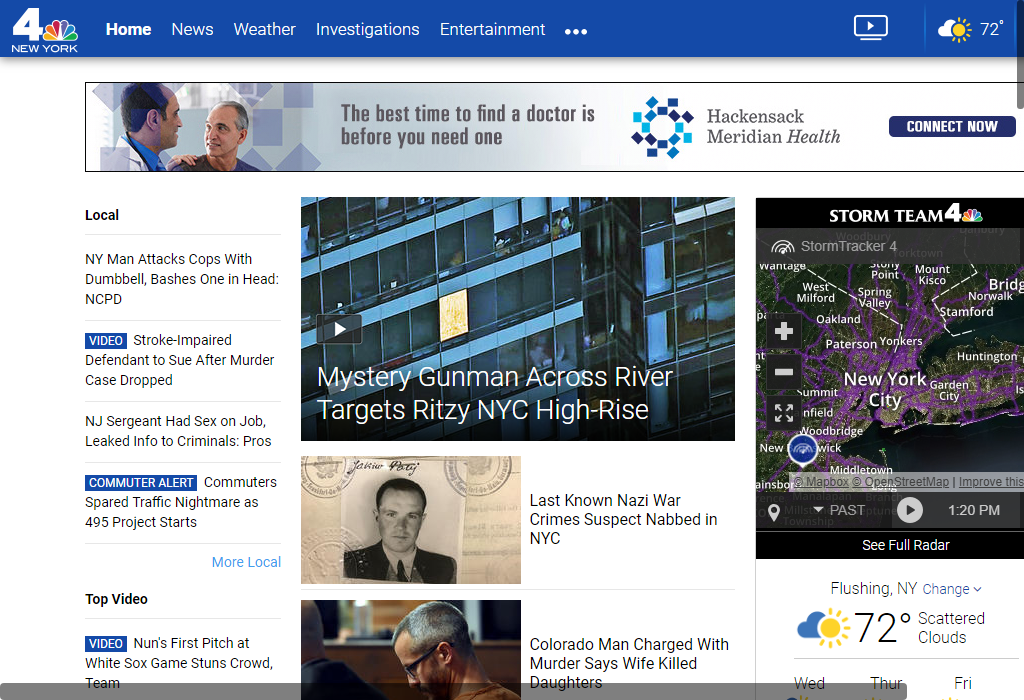 4
NEW YORK
Home
News
Weather
Investigations
Entertainment
72°
The best time to find a doctor is
before you need one
Hackensack
Meridian Health
CONNECT NOW
Local
NY Man Attacks Cops With
Dumbbell, Bashes One in Head:
NCPD
VIDEO Stroke-Impaired
Defendant to Sue After Murder
Case Dropped
NJ Sergeant Had Sex on Job,
Leaked Info to Criminals: Pros
COMMUTER ALERT Commuters
Spared Traffic Nightmare as
495 Project Starts
More Local
Top Video
VIDEO Nun's First Pitch at
White Sox Game Stuns Crowd,
Team
Mystery Gunman Across River
Targets Ritzy NYC High-Rise
Last Known Nazi War
Crimes Suspect Nabbed in
NYC
Colorado Man Charged With
Murder Says Wife Killed
Daughters
STORM TEAM 4
StormTracker 4
Wantage
Stony
Point
Mount
Kisco
West
Milford
Spring
Valley
Norwalk
Stamford
Oakland
Paterson
Yonkers
Huntington
New York
City
Garden
City
Summit
Woodbridge
Middletown
© Mapbox © OpenStreetMap | Improve this
PAST
1:20 PM
See Full Radar
Flushing, NY Change
72° Scattered
Clouds
Wed
Thur
Fri